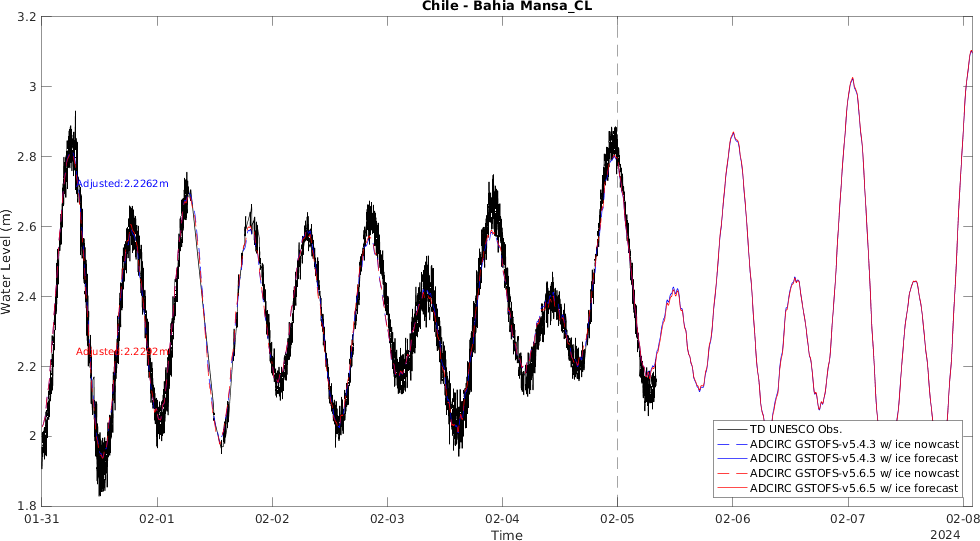 Chile - Bahia Mansa_CL
3.2
3
2.8
2.6
2.4
2.2
2
1.8
Water Level (m)
Adjusted:2.2262m
Adjusted:2.2292m
TD UNESCO Obs.
ADCIRC GSTOFS-v5.4.3 w/ ice nowcast
ADCIRC GSTOFS-v5.4.3 w/ ice forecast
ADCIRC GSTOFS-v5.6.5 w/ ice nowcast
ADCIRC GSTOFS-v5.6.5 w/ ice forecast
01-31 02-01 02-02 02-03 02-04 02-05 02-06 02-07 02-08
Time
2024